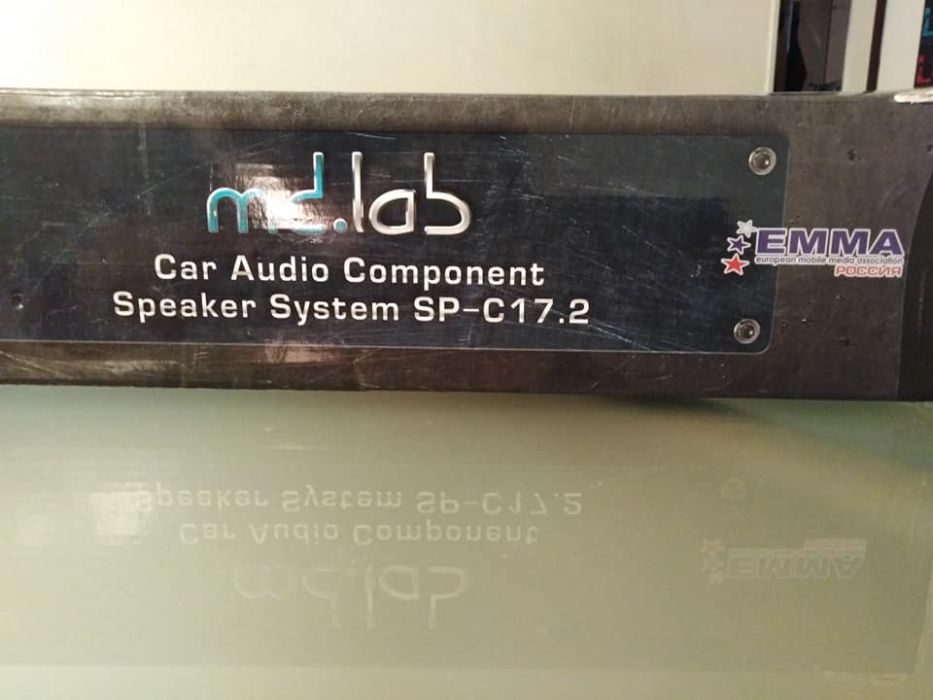 md.lab
Car Audio Component
Speaker System SP-C17.2
EMMA
european mobile media association
РОССИЯ